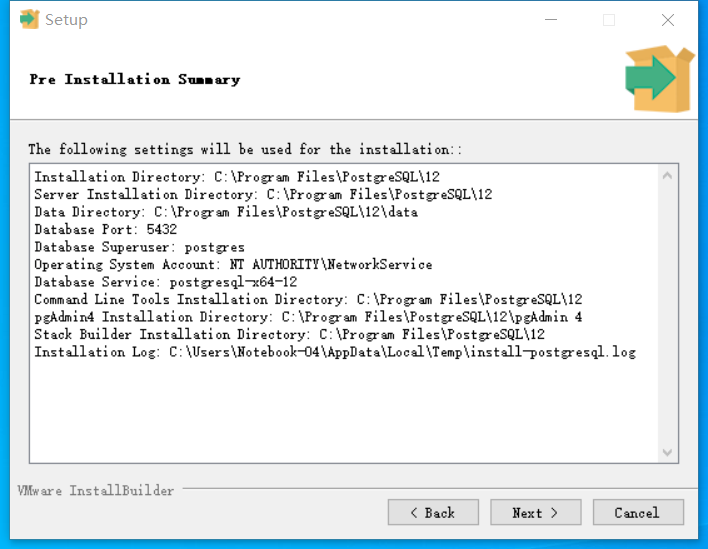 Setup
Pre Installation Summary
The following settings will be used for the installation::
Installation Directory: C:\Program Files\PostgreSQL\12
Server Installation Directory: C:\Program Files\PostgreSQL\12
Data Directory: C:\Program Files\PostgreSQL\12\data
Database Port: 5432
Database Superuser: postgres
Operating System Account: NT AUTHORITY\NetworkService
Database Service: postgresql-x64-12
Command Line Tools Installation Directory: C:\Program Files\PostgreSQL\12
pgAdmin4 Installation Directory: C:\Program Files\PostgreSQL\12\pgAdmin 4
Stack Builder Installation Directory: C:\Program Files\PostgreSQL\12
Installation Log: C:\Users\Notebook-04\AppData\Local\Temp\install-postgresql.log
VMware InstallBuilder
< Back Next > Cancel